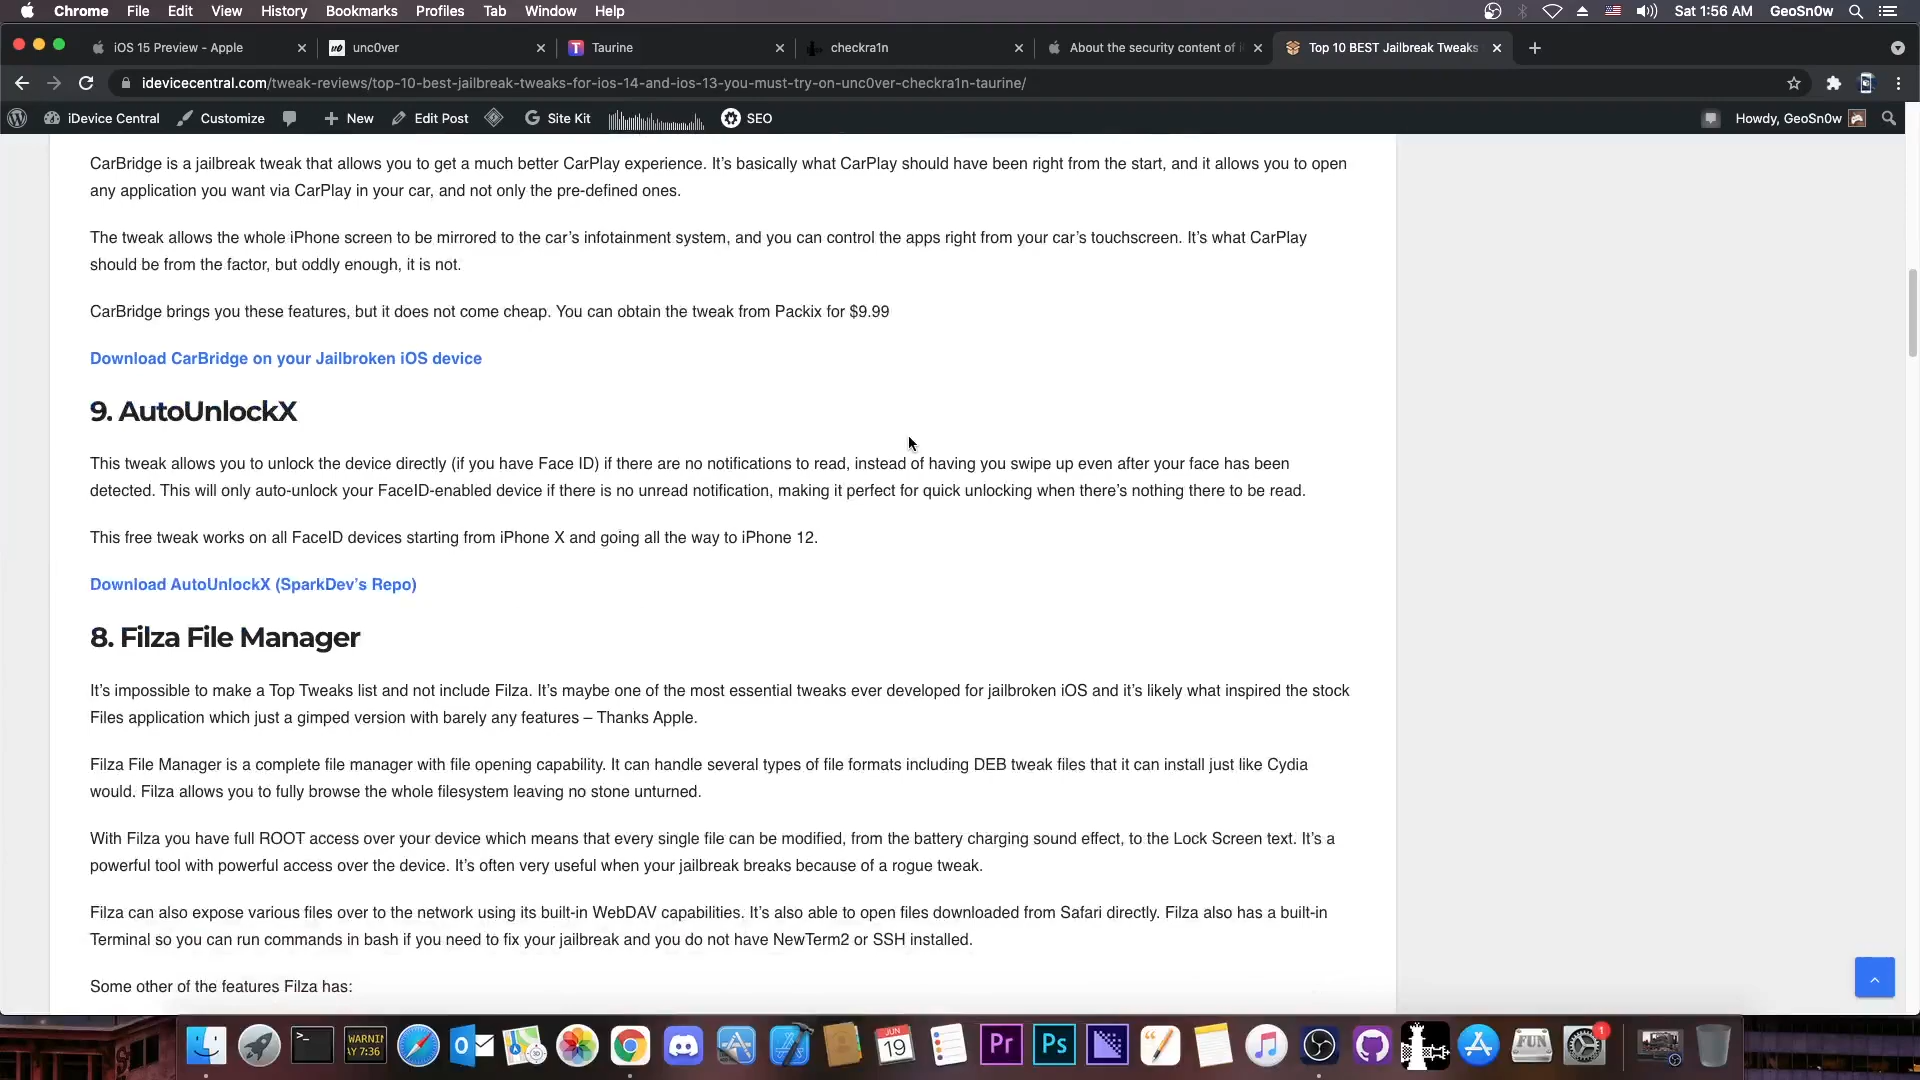 Chrome File Edit View History Bookmarks Profiles Tab Window Help Sat 1:56 AM GeoSn0w
iOS 15 Preview - Apple unc0ver Taurine checkra1n About the security content of Top 10 BEST Jailbreak Tweaks
idevicecentral.com/tweak-reviews/top-10-best-jailbreak-tweaks-for-ios-14-and-ios-13-you-must-try-on-unc0ver-checkra1n-taurine/
iDevice Central Customize New Edit Post Site Kit SEO Howdy, GeoSn0w
CarBridge is a jailbreak tweak that allows you to get a much better CarPlay experience. It’s basically what CarPlay should have been right from the start, and it allows you to open
any application you want via CarPlay in your car, and not only the pre-defined ones.
The tweak allows the whole iPhone screen to be mirrored to the car’s infotainment system, and you can control the apps right from your car’s touchscreen. It’s what CarPlay
should be from the factor, but oddly enough, it is not.
CarBridge brings you these features, but it does not come cheap. You can obtain the tweak from Packix for $9.99
Download CarBridge on your Jailbroken iOS device
9. AutoUnlockX
This tweak allows you to unlock the device directly (if you have Face ID) if there are no notifications to read, instead of having you swipe up even after your face has been
detected. This will only auto-unlock your FaceID-enabled device if there is no unread notification, making it perfect for quick unlocking when there’s nothing there to be read.
This free tweak works on all FaceID devices starting from iPhone X and going all the way to iPhone 12.
Download AutoUnlockX (SparkDev’s Repo)
8. Filza File Manager
It’s impossible to make a Top Tweaks list and not include Filza. It’s maybe one of the most essential tweaks ever developed for jailbroken iOS and it’s likely what inspired the stock
Files application which just a gimped version with barely any features – Thanks Apple.
Filza File Manager is a complete file manager with file opening capability. It can handle several types of file formats including DEB tweak files that it can install just like Cydia
would. Filza allows you to fully browse the whole filesystem leaving no stone unturned.
With Filza you have full ROOT access over your device which means that every single file can be modified, from the battery charging sound effect, to the Lock Screen text. It’s a
powerful tool with powerful access over the device. It’s often very useful when your jailbreak breaks because of a rogue tweak.
Filza can also expose various files over to the network using its built-in WebDAV capabilities. It’s also able to open files downloaded from Safari directly. Filza also has a built-in
Terminal so you can run commands in bash if you need to fix your jailbreak and you do not have NewTerm2 or SSH installed.
Some other of the features Filza has:
WARNIN
AY 7:36
JUN
19
Pr Ps FUN 1